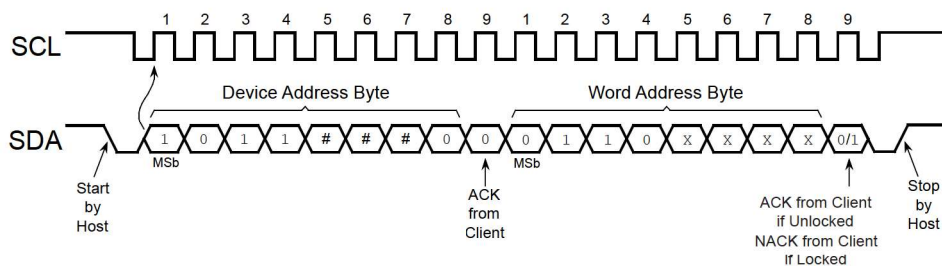 1 2 3 4 5 6 7 8 9 1 2 3 4 5 6 7 8 9
SCL
Device Address Byte Word Address Byte
SDA 1 0 1 1 # # # 0 0 0 1 1 0 X X X X 0/1
MSb MSb
Start
by
Host
ACK
from
Client
ACK from Client
if Unlocked
NACK from Client
If Locked
Stop
by
Host